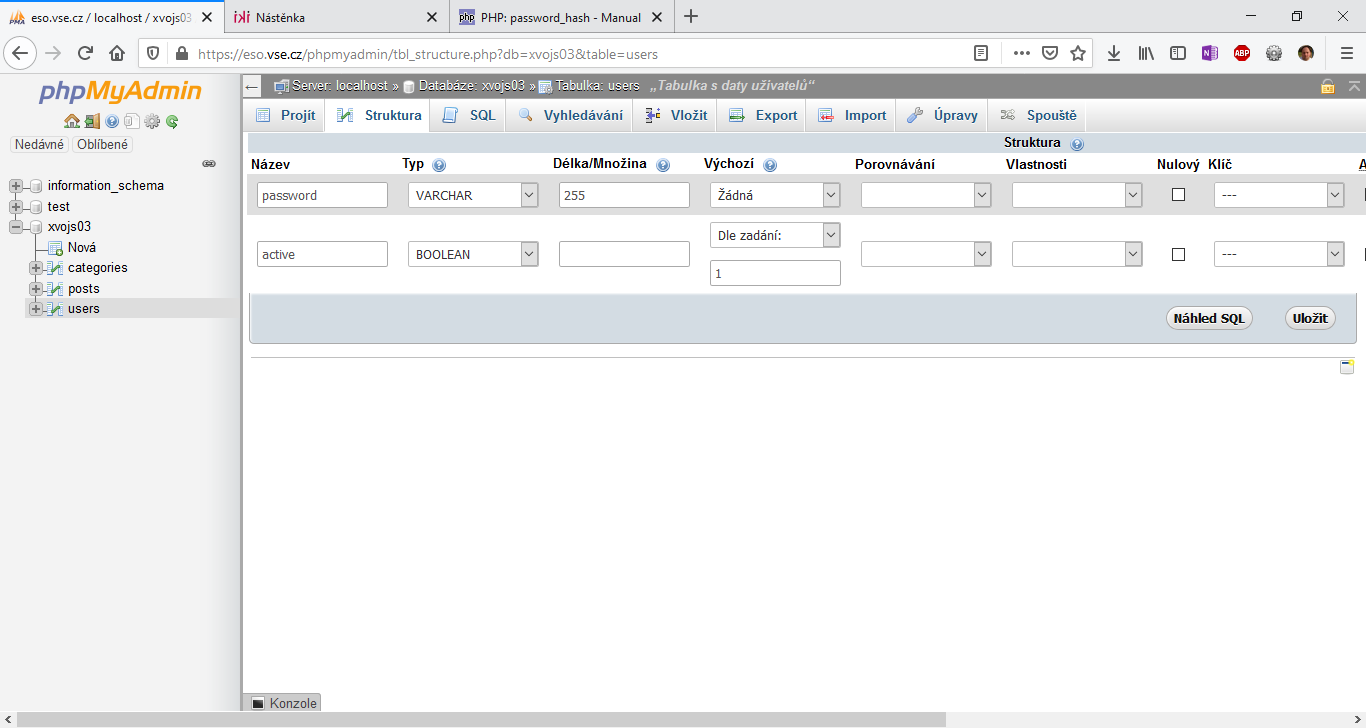 eso.vse.cz / localhost / xvojs03
Nástěnka
PHP: password_hash - Manual
https://eso.vse.cz/phpmyadmin/tbl_structure.php?db=xvojs03&table=users
phpMyAdmin
Nedávné Oblíbené
information_schema
test
xvojs03
Nová
categories
posts
users
Server: localhost » Databáze: xvojs03 » Tabulka: users „Tabulka s daty uživatelů“
Projít Struktura SQL Vyhledávání Vložit Export Import Úpravy Spouště
Struktura
Název Typ Délka/Množina Výchozí Porovnávání Vlastnosti Nulový Klíč A
password VARCHAR 255 Žádná ---
active BOOLEAN Dle zadání: ---
1
Náhled SQL Uložit
Konzole